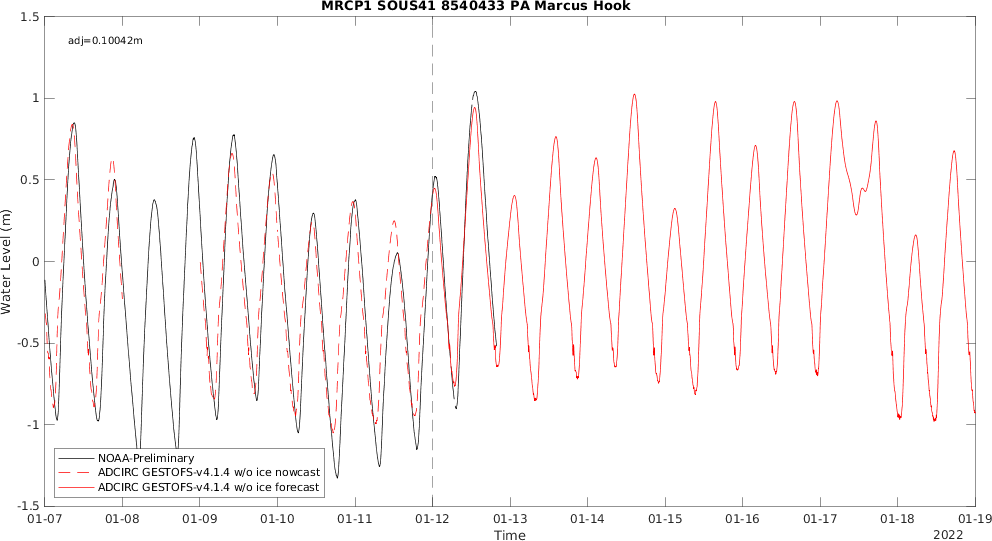 MRCP1 SOUS41 8540433 PA Marcus Hook
adj=0.10042m
Water Level (m)
1.5
1
0.5
0
-0.5
-1
-1.5
NOAA-Preliminary
ADCIRC GESTOFS-v4.1.4 w/o ice nowcast
ADCIRC GESTOFS-v4.1.4 w/o ice forecast
01-07 01-08 01-09 01-10 01-11 01-12 01-13 01-14 01-15 01-16 01-17 01-18 01-19
Time
2022